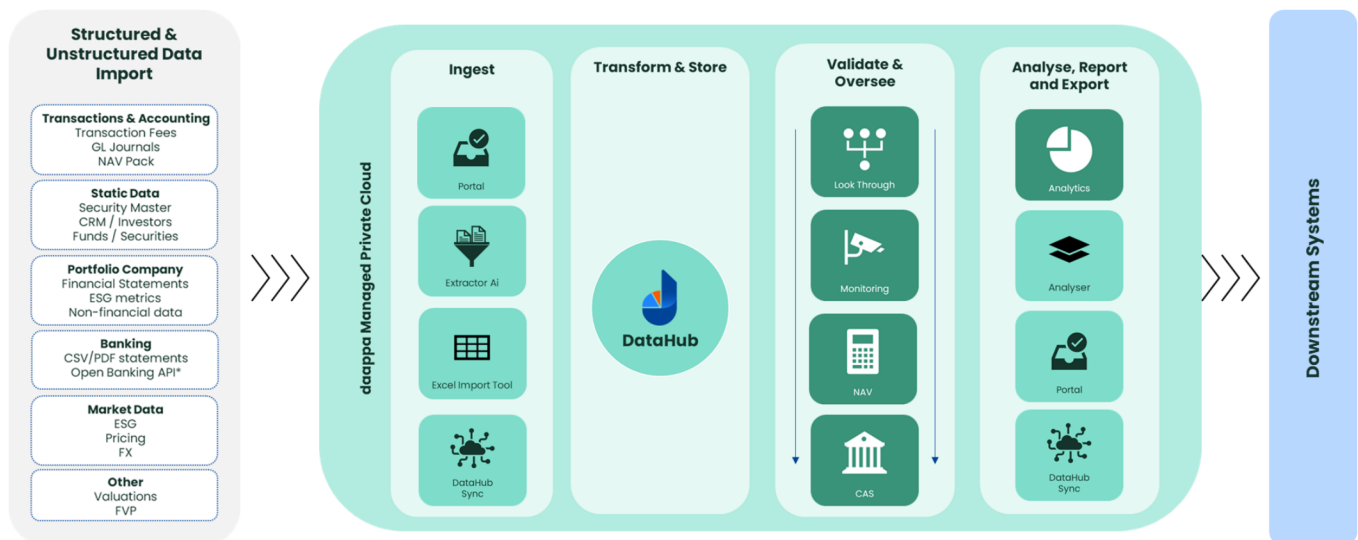 Structured &
Unstructured Data
Import
Transactions & Accounting
Transaction Fees
GL Journals
NAV Pack
Static Data
Security Master
CRM / Investors
Funds / Securities
Portfolio Company
Financial Statements
ESG metrics
Non-financial data
Banking
CSV/PDF statements
Open Banking API*
Market Data
ESG
Pricing
FX
Other
Valuations
FVP
daappa Managed Private Cloud
Ingest
Portal
Extractor Ai
Excel Import Tool
DataHub
Sync
Transform & Store
DataHub
Validate &
Oversee
Look Through
Monitoring
NAV
CAS
Analyse, Report
and Export
Analytics
Analyser
Portal
DataHub
Sync
Downstream Systems